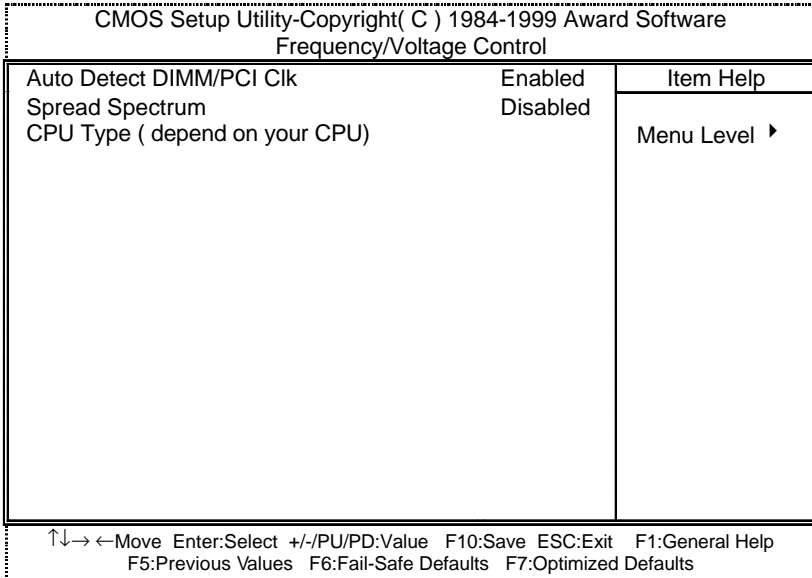 CMOS Setup Utility-Copyright( C ) 1984-1999 Award Software
Frequency/Voltage Control
Auto Detect DIMM/PCI Clk Enabled Item Help
Spread Spectrum Disabled
CPU Type ( depend on your CPU) Menu Level ▸
↑↓→ ←Move Enter:Select +/-/PU/PD:Value F10:Save ESC:Exit F1:General Help
F5:Previous Values F6:Fail-Safe Defaults F7:Optimized Defaults